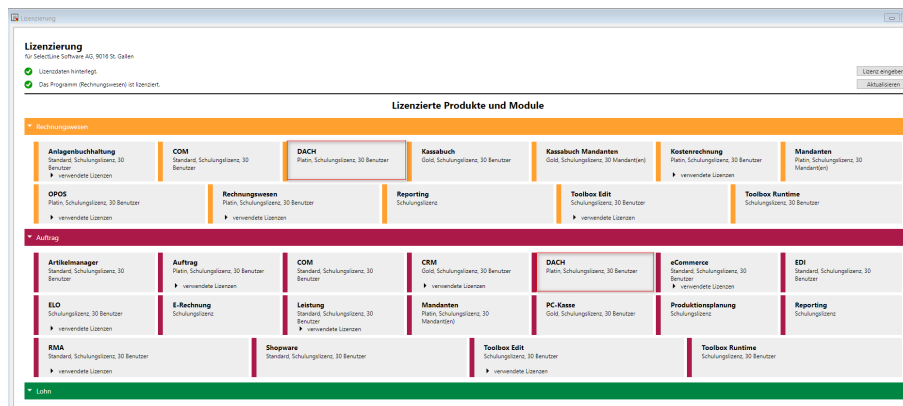 Lizenzierung
Lizenzierung
für SelectLine Software AG, 9016 St. Gallen
Lizenzdaten hinterlegt.
Lizenz eingeben
Das Programm (Rechnungswesen) ist lizenziert.
Aktualisieren
Lizenzierte Produkte und Module
Rechnungswesen
Anlagenbuchhaltung
Standard, Schulungslizenz, 30
Benutzer
verwendete Lizenzen
COM
Standard, Schulungslizenz, 30
Benutzer
DACH
Platin, Schulungslizenz, 30 Benutzer
Kassabuch
Gold, Schulungslizenz, 30 Benutzer
Kassabuch Mandanten
Gold, Schulungslizenz, 30 Mandant(en)
Kostenrechnung
Platin, Schulungslizenz, 30 Benutzer
verwendete Lizenzen
Mandanten
Platin, Schulungslizenz, 30
Mandant(en)
OPOS
Platin, Schulungslizenz, 30 Benutzer
verwendete Lizenzen
Rechnungswesen
Platin, Schulungslizenz, 30 Benutzer
verwendete Lizenzen
Reporting
Schulungslizenz
Toolbox Edit
Schulungslizenz, 30 Benutzer
verwendete Lizenzen
Toolbox Runtime
Schulungslizenz, 30 Benutzer
Auftrag
Artikelmanager
Standard, Schulungslizenz, 30
Benutzer
Auftrag
Platin, Schulungslizenz, 30 Benutzer
verwendete Lizenzen
COM
Standard, Schulungslizenz, 30
Benutzer
CRM
Gold, Schulungslizenz, 30 Benutzer
verwendete Lizenzen
DACH
Platin, Schulungslizenz, 30 Benutzer
eCommerce
Standard, Schulungslizenz, 30
Benutzer
verwendete Lizenzen
EDI
Standard, Schulungslizenz, 30
Benutzer
ELO
Schulungslizenz, 30 Benutzer
verwendete Lizenzen
E-Rechnung
Schulungslizenz
Leistung
Standard, Schulungslizenz, 30
Benutzer
verwendete Lizenzen
Mandanten
Platin, Schulungslizenz, 30
Mandant(en)
PC-Kasse
Gold, Schulungslizenz, 30 Benutzer
Produktionsplanung
Schulungslizenz
Reporting
Schulungslizenz
RMA
Standard, Schulungslizenz, 30 Benutzer
verwendete Lizenzen
Shopware
Standard, Schulungslizenz, 30 Benutzer
Toolbox Edit
Schulungslizenz, 30 Benutzer
verwendete Lizenzen
Toolbox Runtime
Schulungslizenz, 30 Benutzer
Lohn